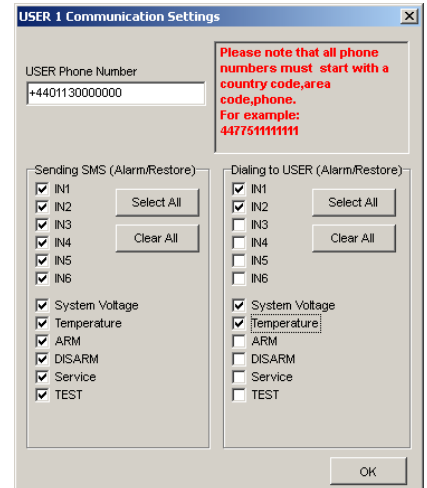 USER 1 Communication Settings
Please note that all phone
numbers must start with a
country code,area
code,phone.
For example:
4477511111111
USER Phone Number
+4401130000000
Sending SMS (Alarm/Restore)
IN1
IN2
IN3
IN4
IN5
IN6
Select All
Clear All
System Voltage
Temperature
ARM
DISARM
Service
TEST
Dialing to USER (Alarm/Restore)
IN1
IN2
IN3
IN4
IN5
IN6
Select All
Clear All
System Voltage
Temperature
ARM
DISARM
Service
TEST
OK